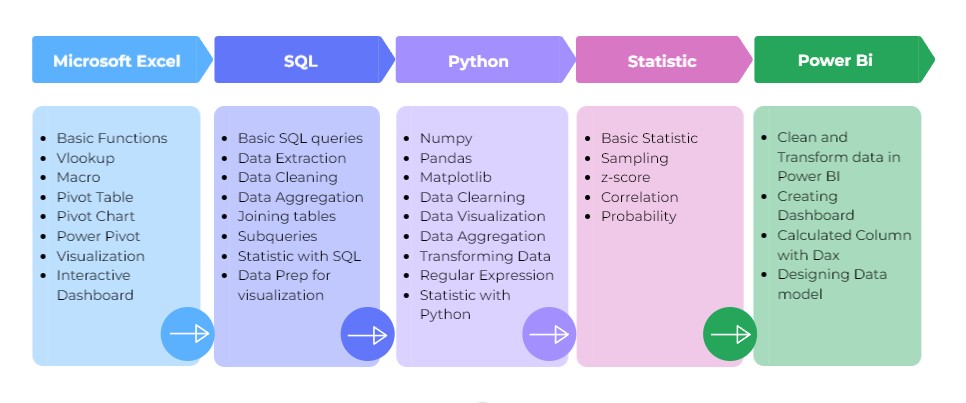 Microsoft Excel
SQL
Python
Statistic
Power Bi
Basic Functions
Vlookup
Macro
Pivot Table
Pivot Chart
Power Pivot
Visualization
Interactive
Dashboard
Basic SQL queries
Data Extraction
Data Cleaning
Data Aggregation
Joining tables
Subqueries
Statistic with SQL
Data Prep for
visualization
Numpy
Pandas
Matplotlib
Data Clearning
Data Visualization
Data Aggregation
Transforming Data
Regular Expression
Statistic with
Python
Basic Statistic
Sampling
z-score
Correlation
Probability
Clean and
Transform data in
Power BI
Creating
Dashboard
Calculated Column
with Dax
Designing Data
model